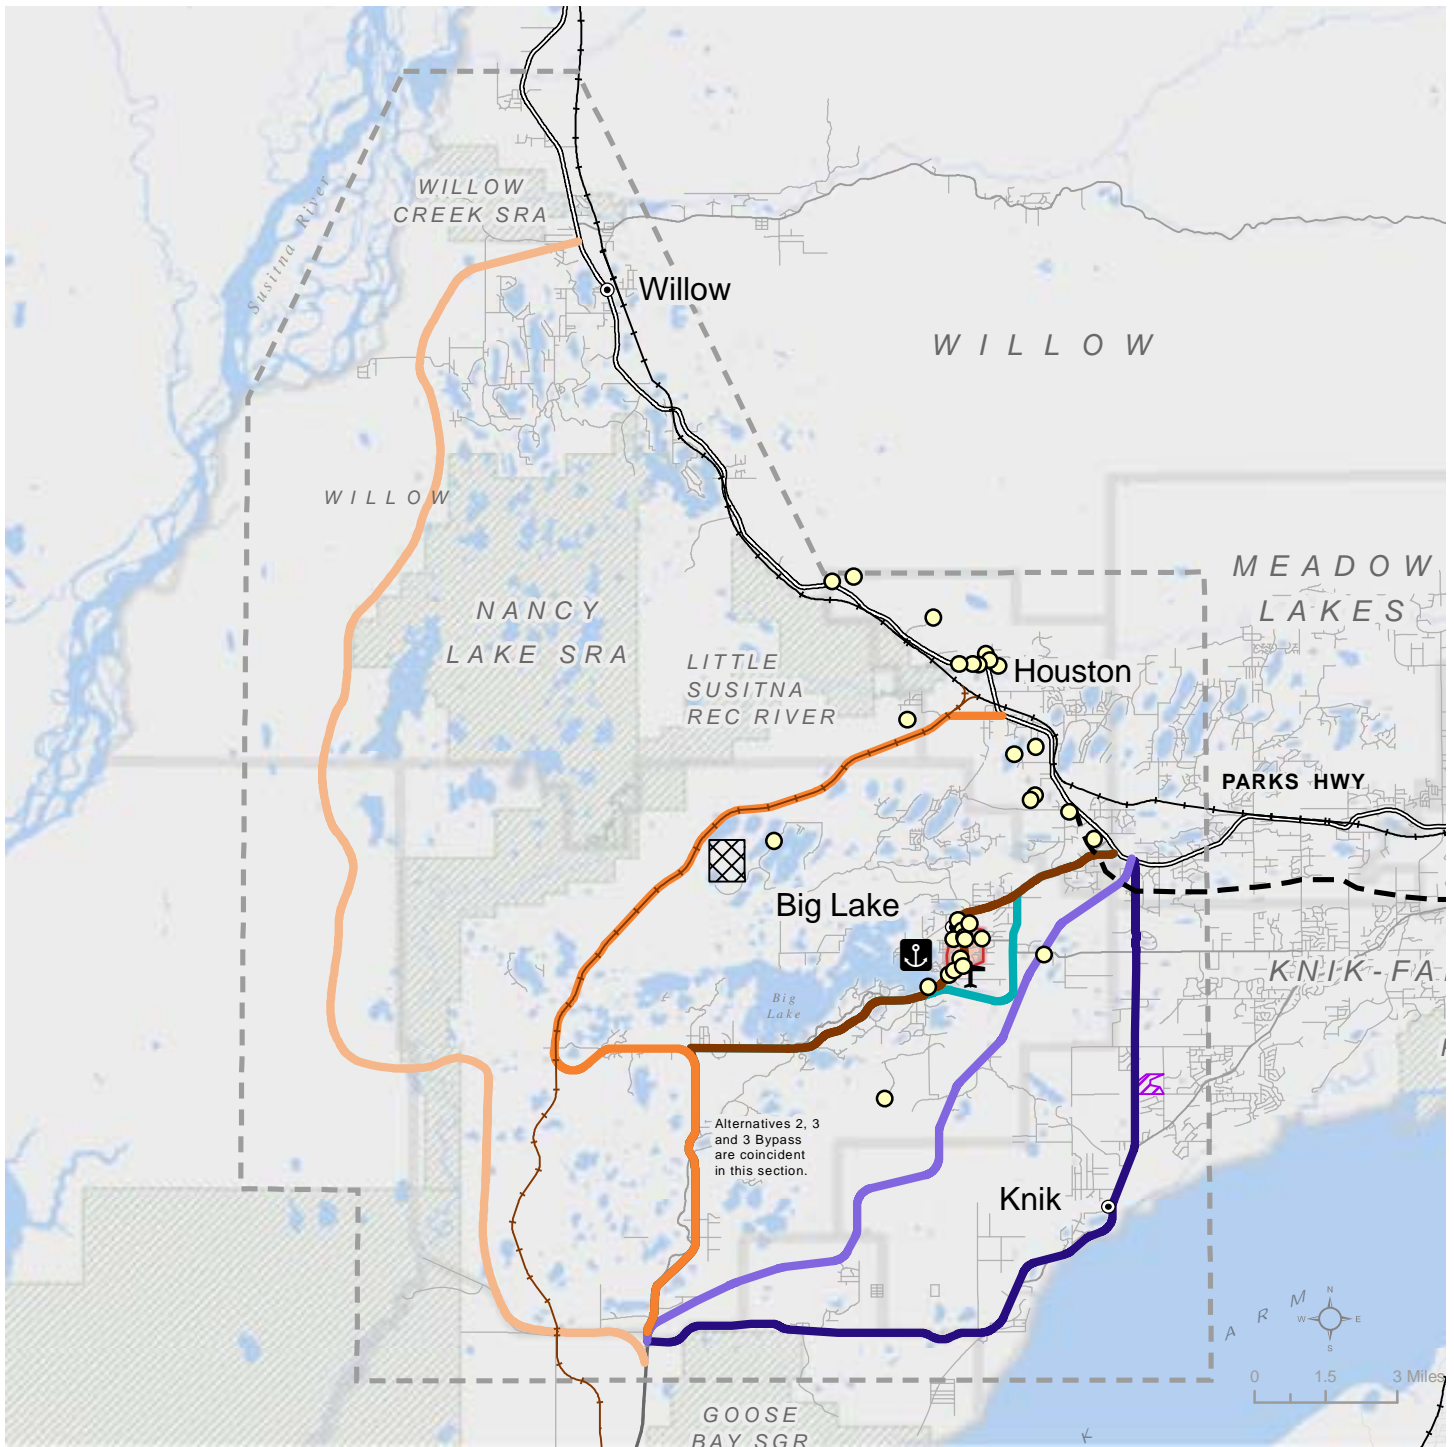 WILLOW
CREEK SRA
Susitna River
Willow
WILLOW
WILLOW
MEADOW
LAKES
NANCY
LAKE SRA
LITTLE
SUSITNA
REC RIVER
Houston
PARKS HWY
Big Lake
KNIK-FA
Big
Lake
Alternatives 2, 3
and 3 Bypass
are coincident
in this section.
Knik
ARM
N
W E
S
0 1.5 3 Miles
GOOSE
BAY SGR
K